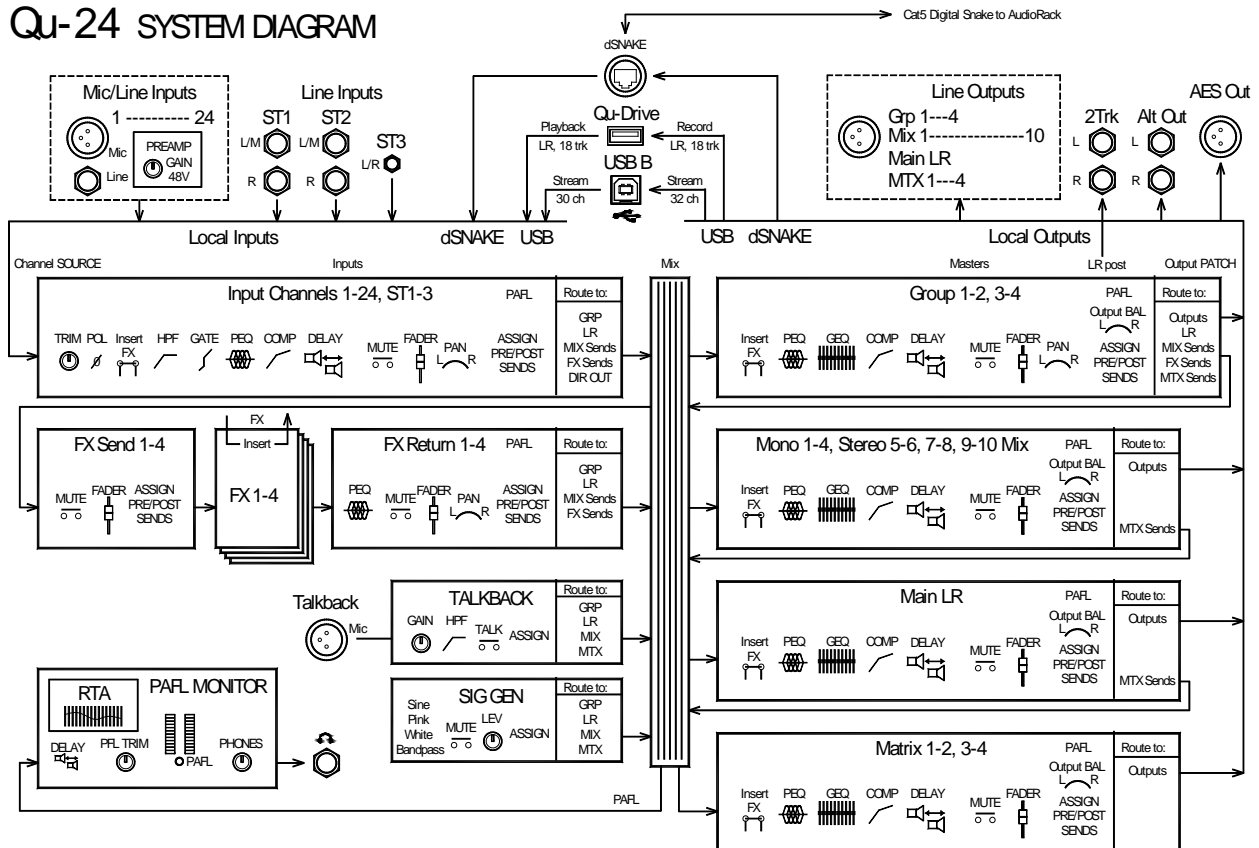 Qu-24 SYSTEM DIAGRAM
Cat5 Digital Snake to AudioRack
dSNAKE
Mic/Line Inputs
1 ---------- 24
Mic
Line
PREAMP
GAIN
48V
Line Inputs
ST1
ST2
ST3
L/M
L/M
L/R
R
R
Qu-Drive
Playback
LR, 18 trk
Record
LR, 18 trk
USB B
Stream
30 ch
Stream
32 ch
Line Outputs
Grp 1---4
Mix 1---------------10
Main LR
MTX 1---4
2Trk
L
R
Alt Out
L
R
AES Out
Local Inputs
dSNAKE
USB
USB
dSNAKE
Local Outputs
Channel SOURCE
Inputs
Mix
Masters
LR post
Output PATCH
Input Channels 1-24, ST1-3
PAFL
Route to:
TRIM
POL
Insert
FX
HPF
GATE
PEQ
COMP
DELAY
MUTE
FADER
PAN
L
R
ASSIGN
PRE/POST
SENDS
GRP
LR
MIX Sends
FX Sends
DIR OUT
Group 1-2, 3-4
PAFL
Output BAL
L
R
Route to:
Insert
FX
PEQ
GEQ
COMP
DELAY
MUTE
FADER
PAN
L
R
ASSIGN
PRE/POST
SENDS
Outputs
LR
MIX Sends
FX Sends
MTX Sends
FX Send 1-4
MUTE
FADER
ASSIGN
PRE/POST
SENDS
FX
Insert
FX 1-4
FX Return 1-4
PAFL
Route to:
PEQ
MUTE
FADER
PAN
L
R
ASSIGN
PRE/POST
SENDS
GRP
LR
MIX Sends
FX Sends
Mono 1-4, Stereo 5-6, 7-8, 9-10 Mix
PAFL
Output BAL
L
R
Route to:
Insert
FX
PEQ
GEQ
COMP
DELAY
MUTE
FADER
ASSIGN
PRE/POST
SENDS
Outputs
MTX Sends
Talkback
Mic
TALKBACK
Route to:
GAIN
HPF
TALK
ASSIGN
GRP
LR
MIX
MTX
Main LR
PAFL
Output BAL
L
R
Route to:
Insert
FX
PEQ
GEQ
COMP
DELAY
MUTE
FADER
ASSIGN
PRE/POST
SENDS
Outputs
MTX Sends
RTA
PAFL MONITOR
DELAY
PFL TRIM
PAFL
PHONES
SIG GEN
Route to:
Sine
Pink
White
Bandpass
MUTE
LEV
ASSIGN
GRP
LR
MIX
MTX
PAFL
Matrix 1-2, 3-4
PAFL
Output BAL
L
R
Route to:
Insert
FX
PEQ
GEQ
COMP
DELAY
MUTE
FADER
ASSIGN
PRE/POST
SENDS
Outputs